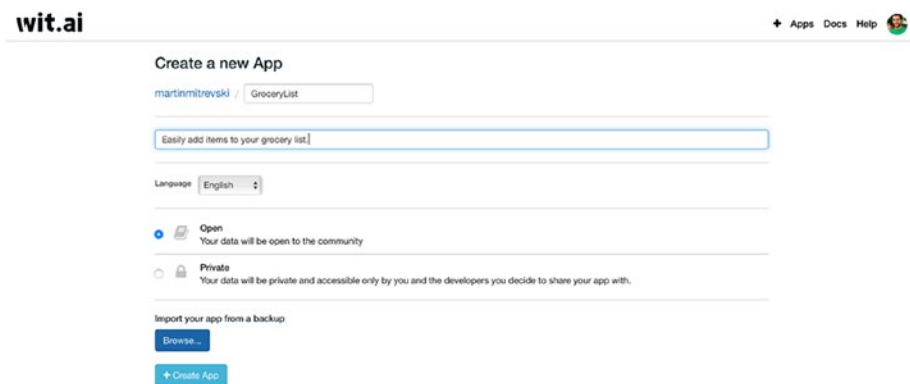 wit.ai
+ Apps Docs Help
Create a new App
martinmitrevski / GroceryList
Easily add items to your grocery list.
Language English
Open
Your data will be open to the community
Private
Your data will be private and accessible only by you and the developers you decide to share your app with.
Import your app from a backup
Browse...
+ Create App